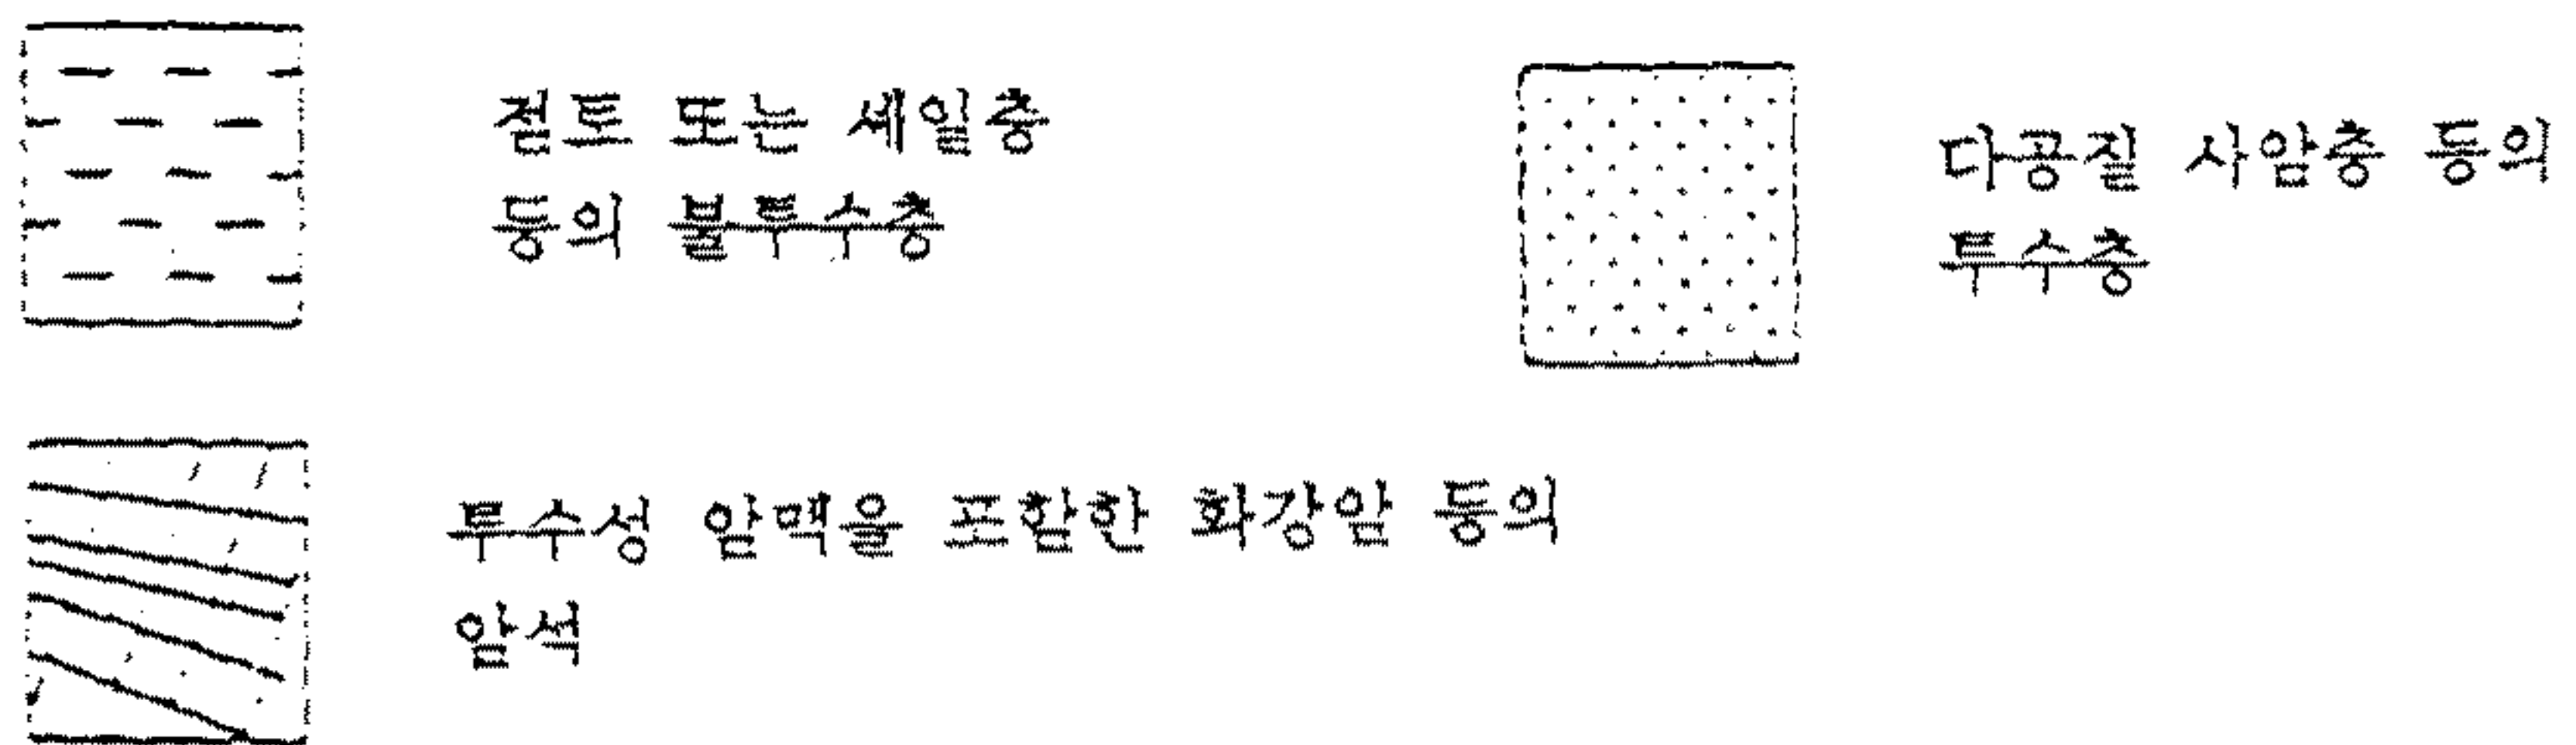 점토 또는 세일층
등의 불투수층
다공질 사암층 등의
투수층
투수성 암맥을 포함한 화강암 등의
암석